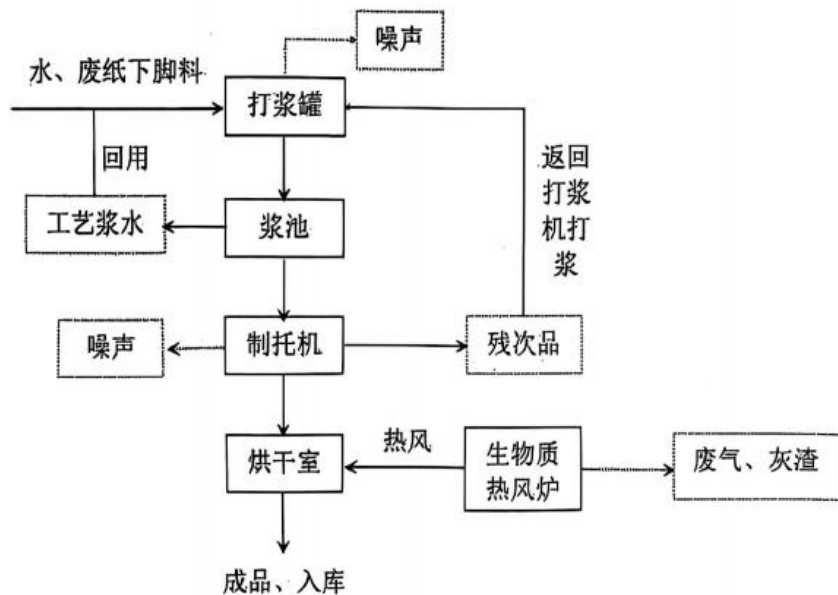 噪声
水、废纸下脚料
打浆罐
回用
返回
打浆
机打
浆
工艺浆水
浆池
噪声
制托机
残次品
烘干室
热风
生物质
热风炉
废气、灰渣
成品、入库